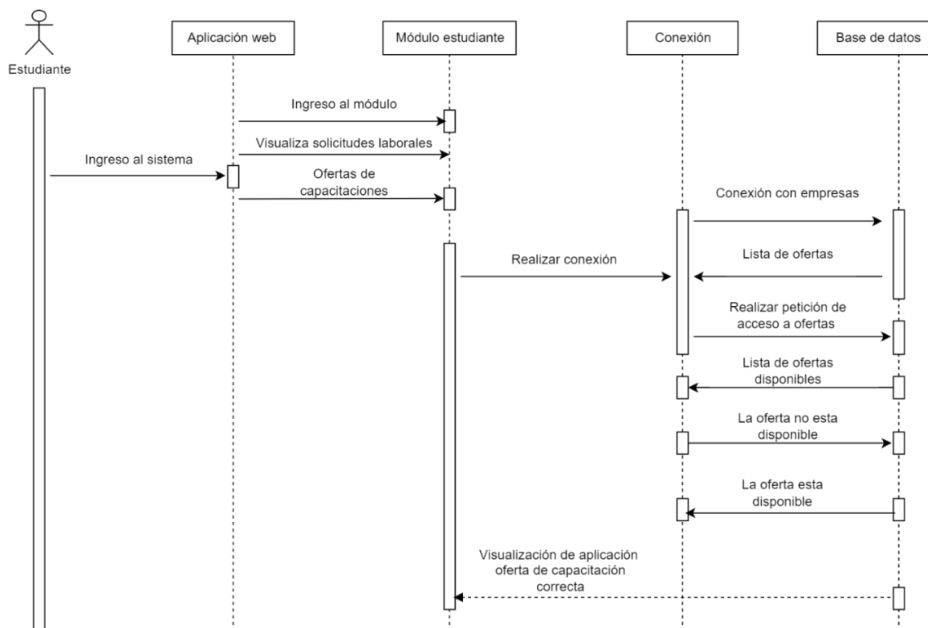 Estudiante
Aplicación web
Módulo estudiante
Conexión
Base de datos
Ingreso al módulo
Visualiza solicitudes laborales
Ingreso al sistema
Ofertas de
capacitaciones
Conexión con empresas
Lista de ofertas
Realizar conexión
Realizar petición de
acceso a ofertas
Lista de ofertas
disponibles
La oferta no esta
disponible
La oferta esta
disponible
Visualización de aplicación
oferta de capacitación
correcta